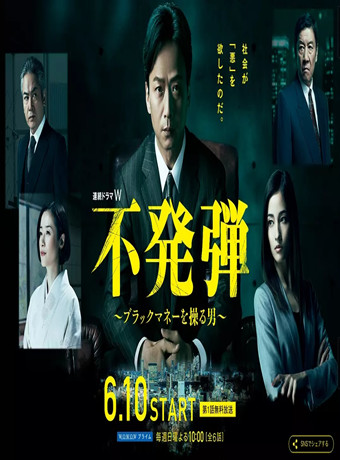 社会が
「悪」を
欲したのだ。
連続ドラマW
不発弾
～ブラックマネーを操る男～
6.10 START
第1話無料放送
WOWOWプライム
毎週日曜よる10:00[全6話]
SNSでシェアする